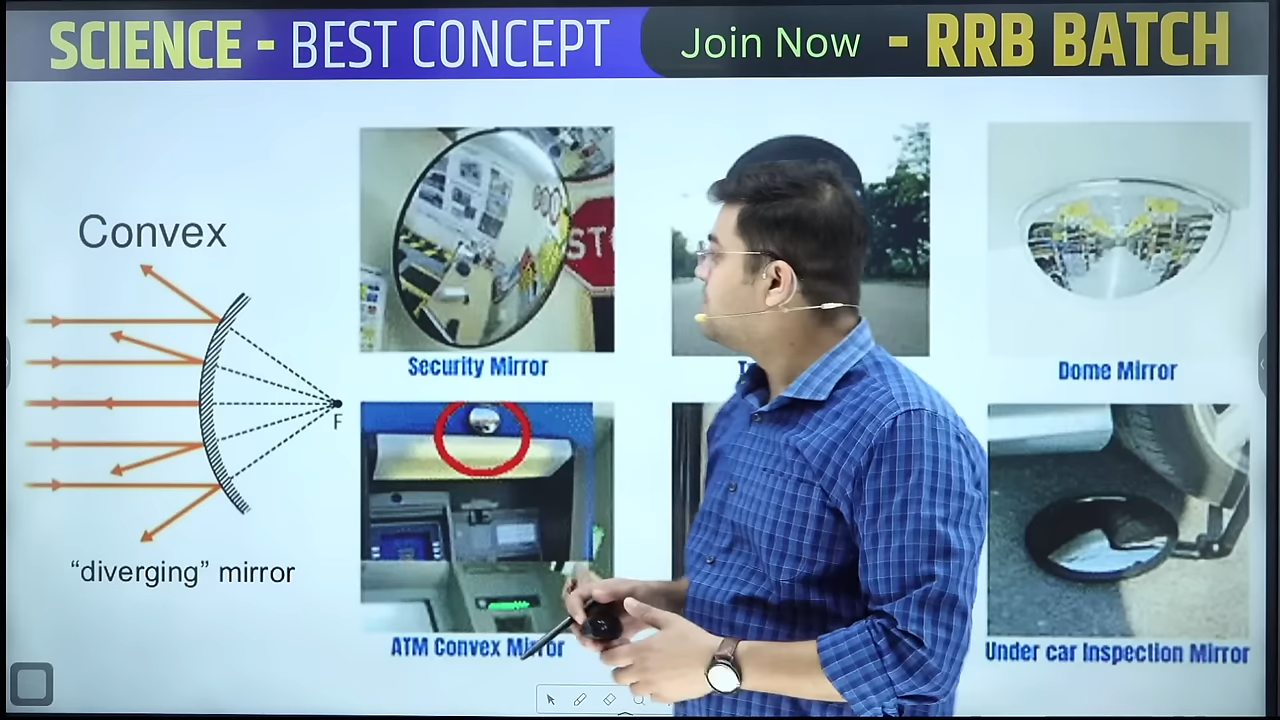 SCIENCE - BEST CONCEPT
Join Now - RRB BATCH
Convex
F
"diverging" mirror
Security Mirror
Dome Mirror
ATM Convex Mirror
Under car Inspection Mirror